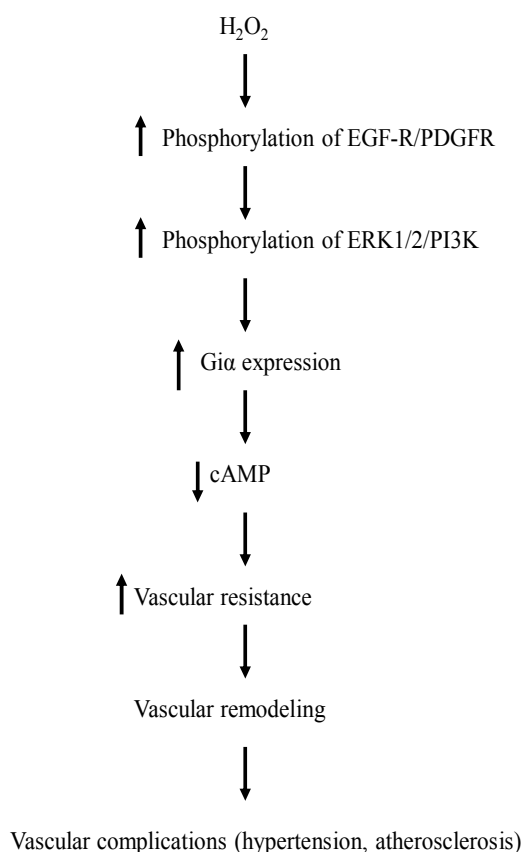 H₂O₂
Phosphorylation of EGF-R/PDGFR
Phosphorylation of ERK1/2/PI3K
Giα expression
cAMP
Vascular resistance
Vascular remodeling
Vascular complications (hypertension, atherosclerosis)